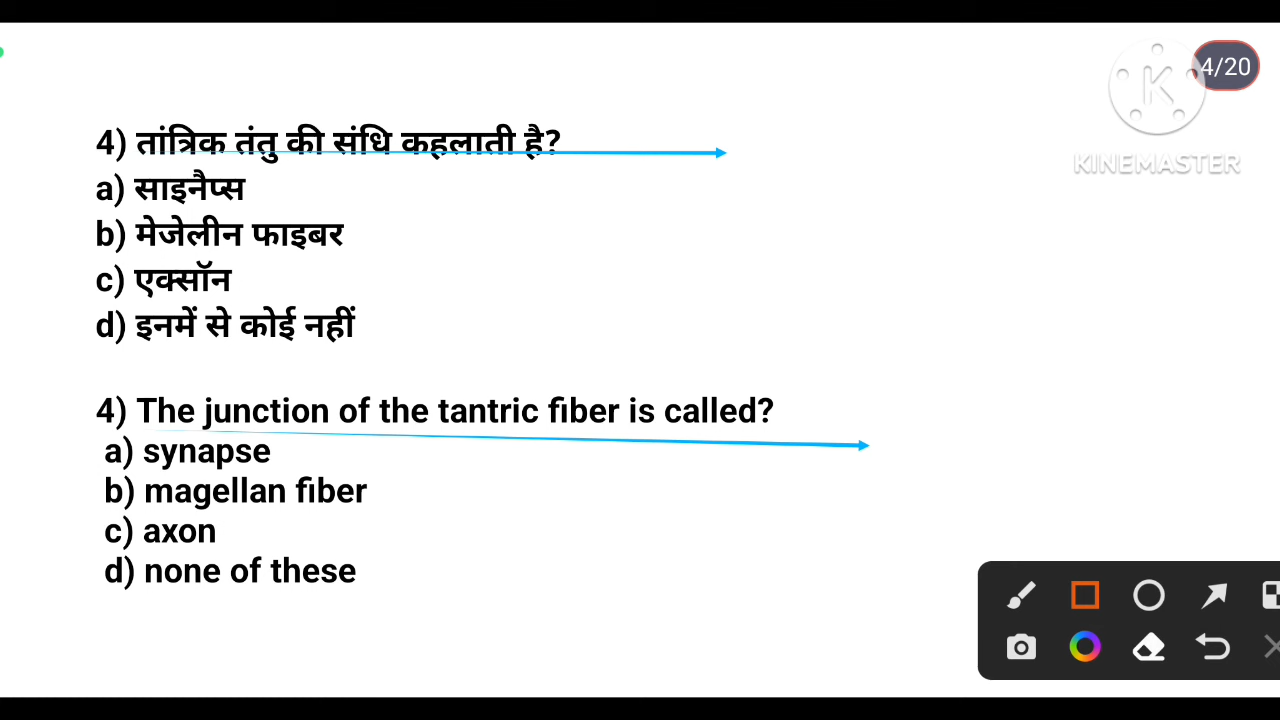 4/20
KINEMASTER
4) तांत्रिक तंतु की संधि कहलाती है?
a) साइनैप्स
b) मेजेलीन फाइबर
c) एक्सॉन
d) इनमें से कोई नहीं
4) The junction of the tantric fiber is called?
a) synapse
b) magellan fiber
c) axon
d) none of these